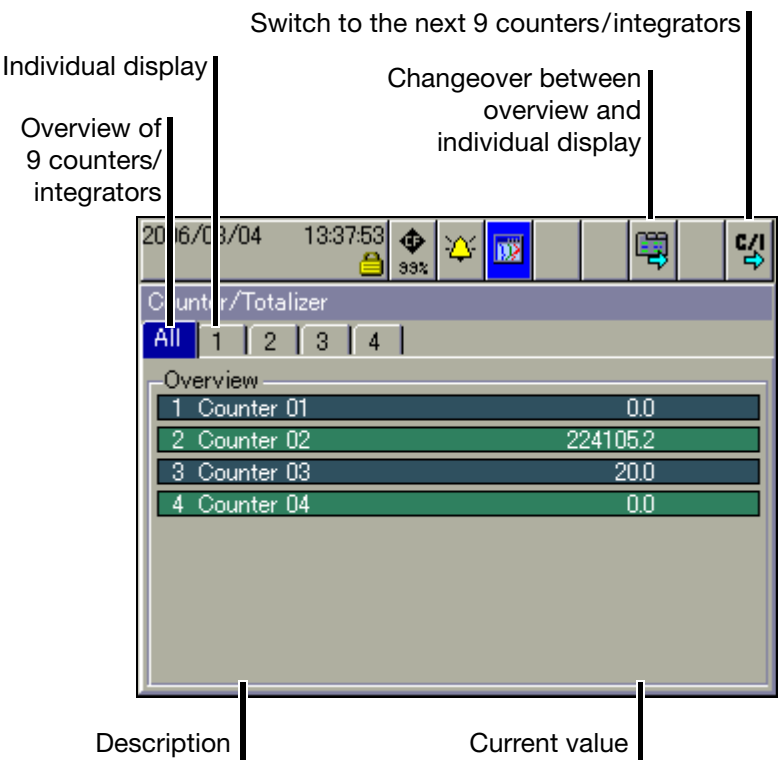 Switch to the next 9 counters/integrators
Individual display
Changeover between
overview and
individual display
Overview of
9 counters/
integrators
13:37:53
99%
C/I
Counter/Totalizer
All 1 2 3 4
Overview
1 Counter 01 0.0
2 Counter 02 224105.2
3 Counter 03 20.0
4 Counter 04 0.0
Description
Current value